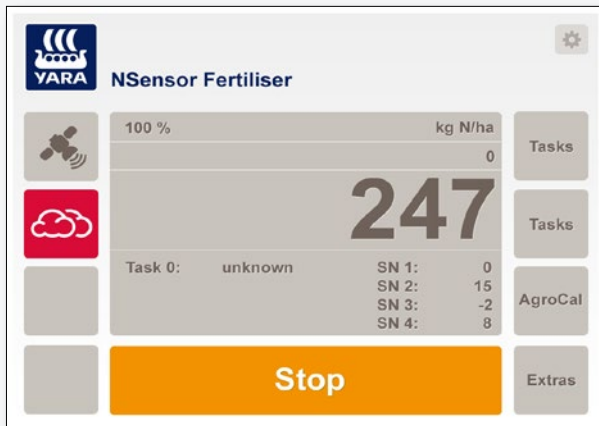 YARA
NSensor Fertiliser
100 % kg N/ha
0
247
Task 0: unknown SN 1: 0
SN 2: 15
SN 3: -2
SN 4: 8
Tasks
Tasks
AgroCal
Extras
Stop